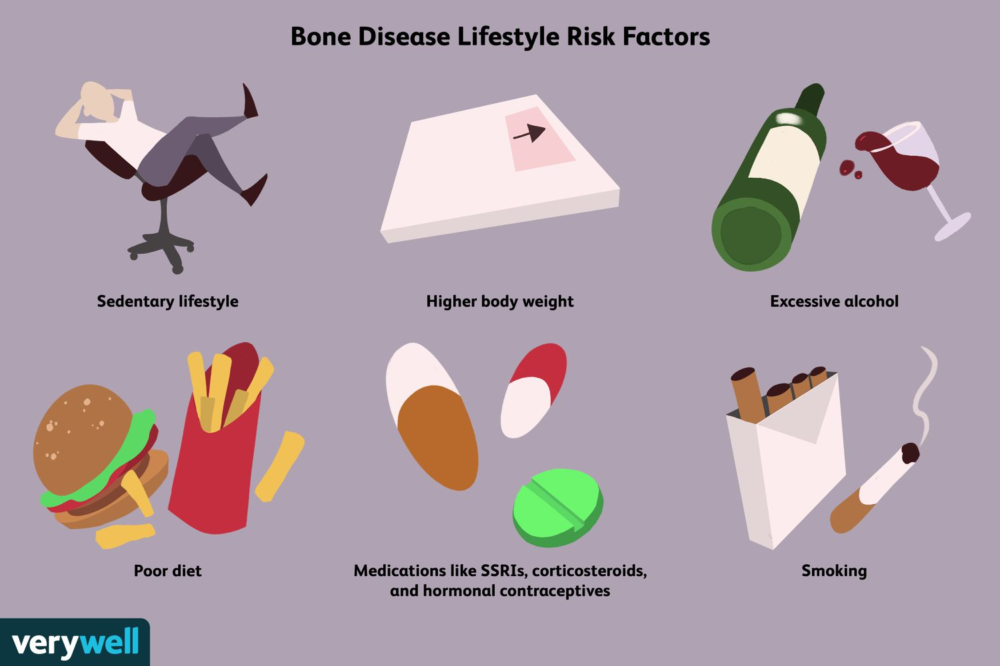 Bone Disease Lifestyle Risk Factors
Sedentary lifestyle
Higher body weight
Excessive alcohol
Poor diet
Medications like SSRIs, corticosteroids,
and hormonal contraceptives
Smoking
verywell